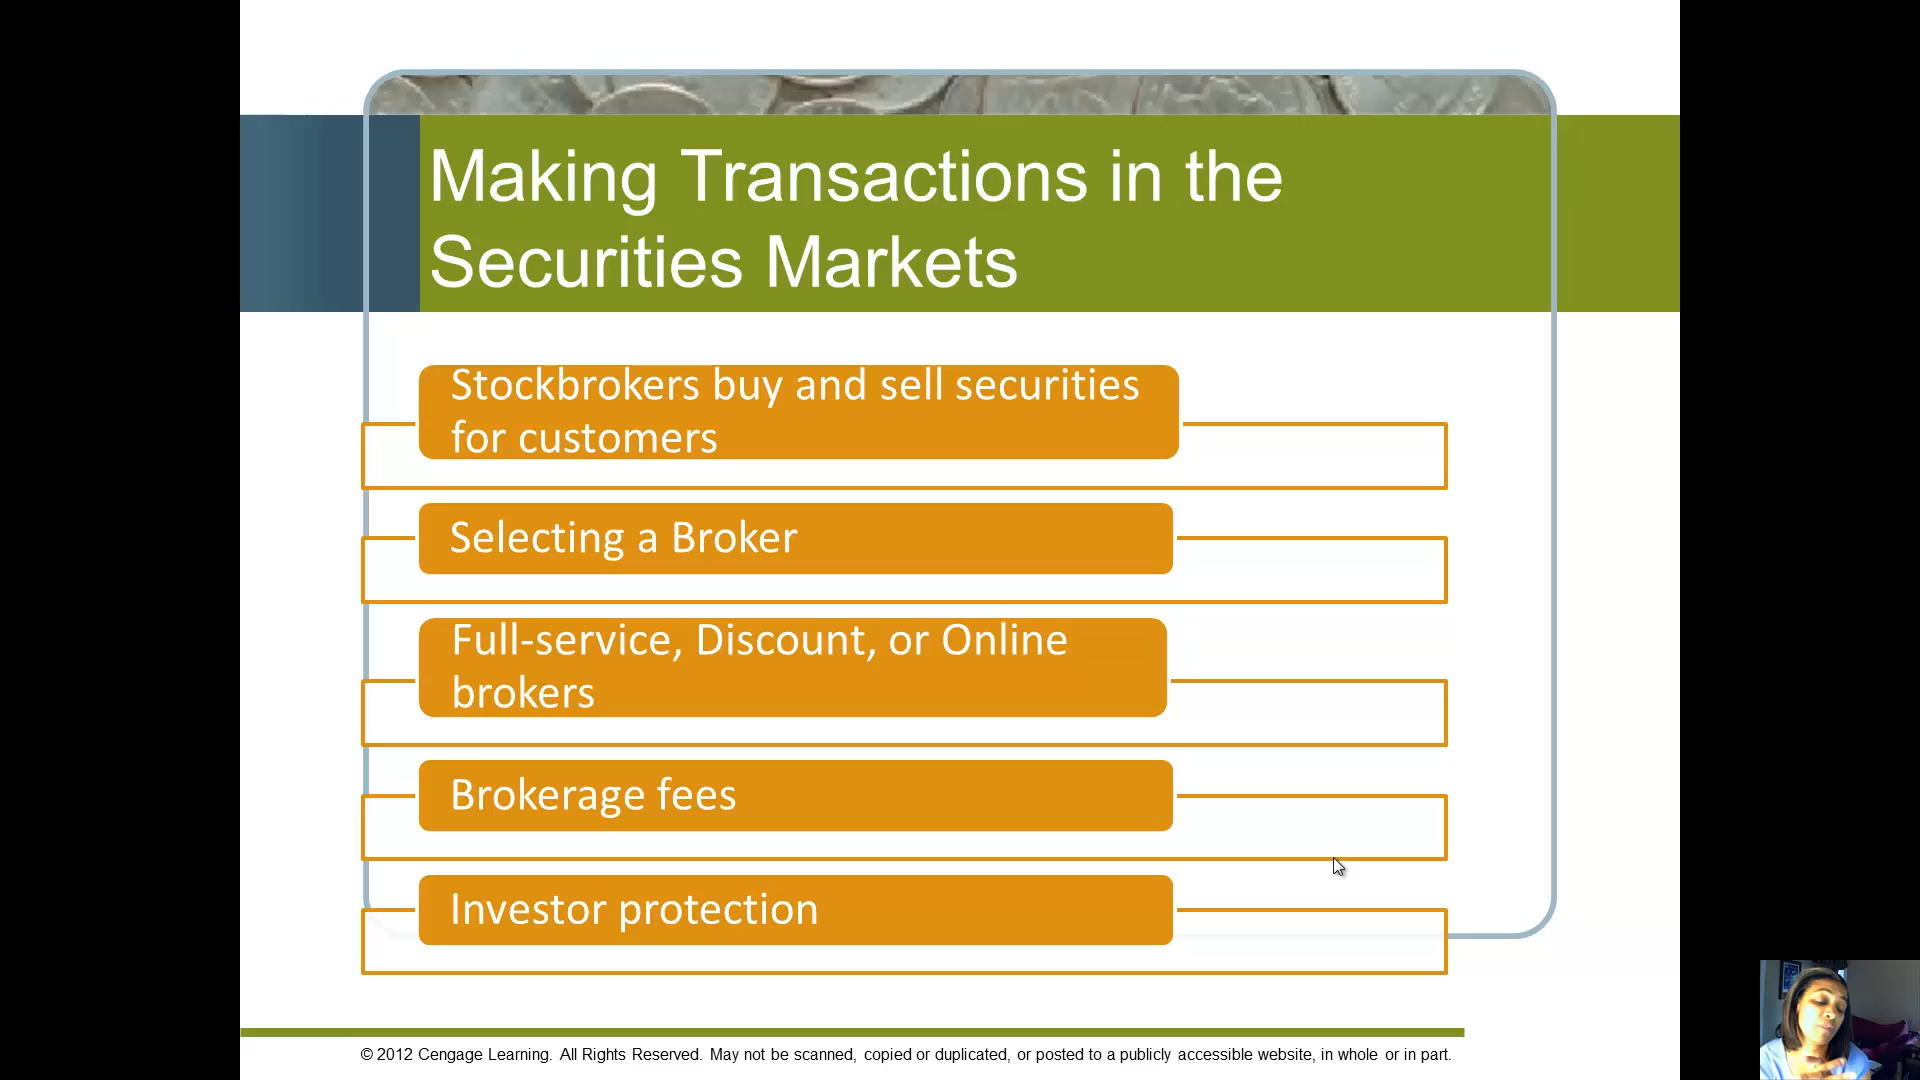 Making Transactions in the
Securities Markets
Stockbrokers buy and sell securities
for customers
Selecting a Broker
Full-service, Discount, or Online
brokers
Brokerage fees
Investor protection
© 2012 Cengage Learning. All Rights Reserved. May not be scanned, copied or duplicated, or posted to a publicly accessible website, in whole or in part.